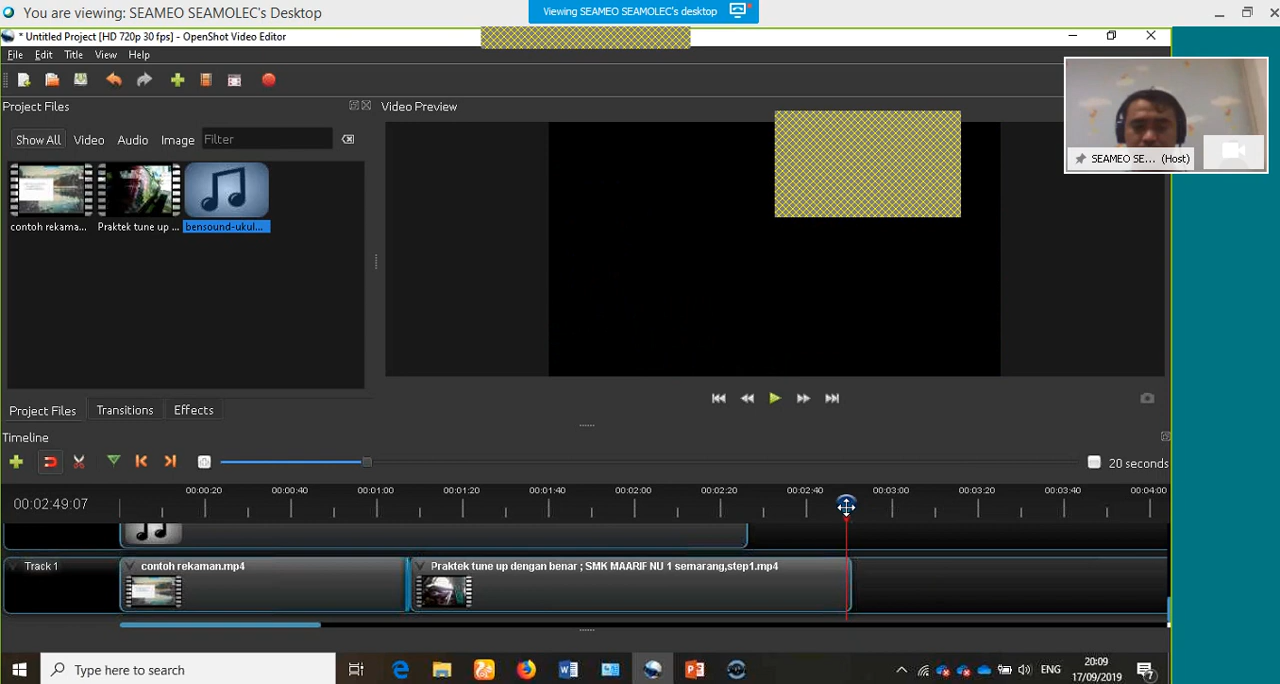 You are viewing: SEAMEO SEAMOLEC's Desktop
Viewing SEAMEO SEAMOLEC's desktop
* Untitled Project [HD 720p 30 fps] - OpenShot Video Editor
File Edit Title View Help
Project Files
Video Preview
Show All Video Audio Image Filter
SEAMEO SE... (Host)
contoh rekama... Praktek tune up ... bensound-ukul...
Project Files Transitions Effects
Timeline
20 seconds
00:02:49:07
00:00:20 00:00:40 00:01:00 00:01:20 00:01:40 00:02:00 00:02:20 00:02:40 00:03:00 00:03:20 00:03:40 00:04:00
Track 1
contoh rekaman.mp4
Praktek tune up dengan benar ; SMK MAARIF NU 1 semarang,step1.mp4
Type here to search
ENG
20:09
17/09/2019
7